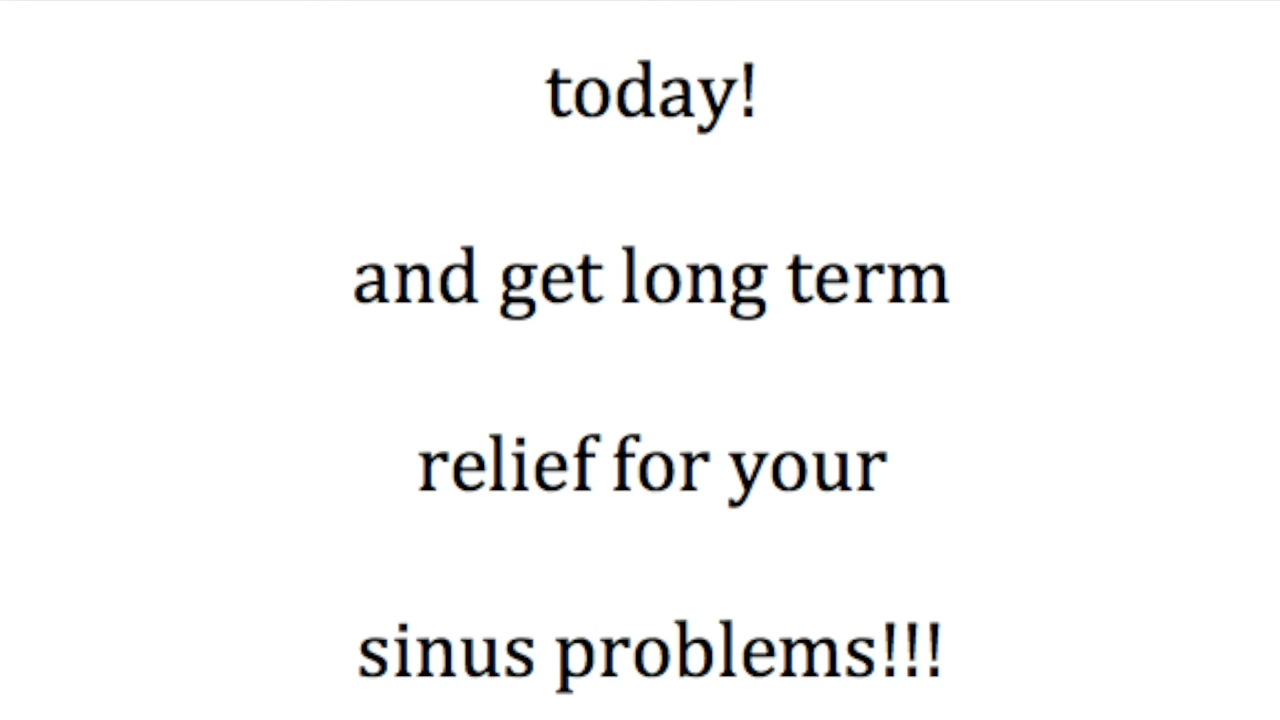 today!
and get long term
relief for your
sinus problems!!!